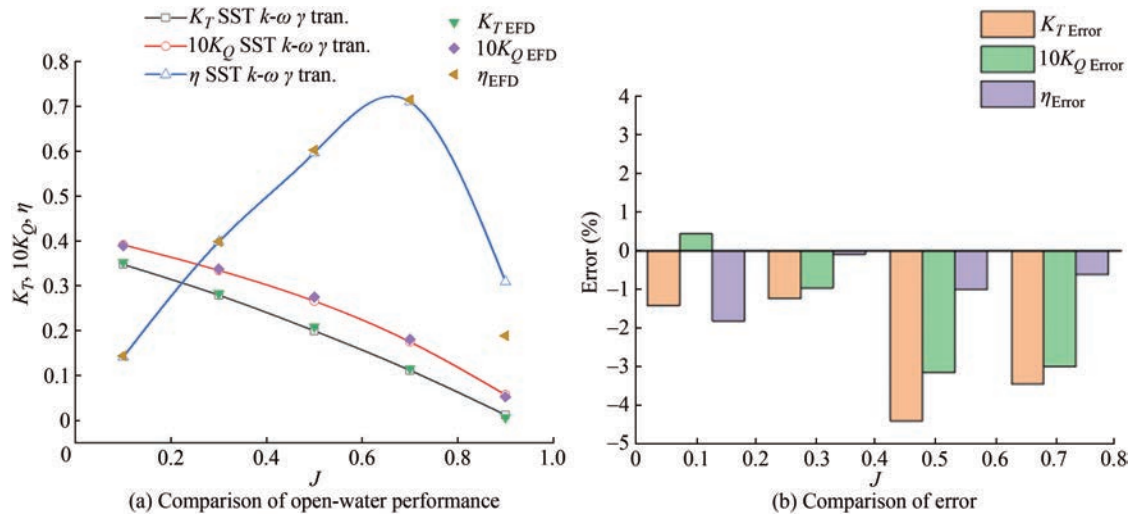 K_T SST k-ω γ tran.
10K_Q SST k-ω γ tran.
η SST k-ω γ tran.
K_T EFD
10K_Q EFD
η_EFD
0.8
0.7
0.6
0.5
0.4
0.3
0.2
0.1
0
K_T, 10K_Q, η
0 0.2 0.4 0.6 0.8 1.0
J
(a) Comparison of open-water performance
K_T Error
10K_Q Error
η_Error
4
3
2
1
0
−1
−2
−3
−4
−5
Error (%)
0 0.1 0.2 0.3 0.4 0.5 0.6 0.7 0.8
J
(b) Comparison of error